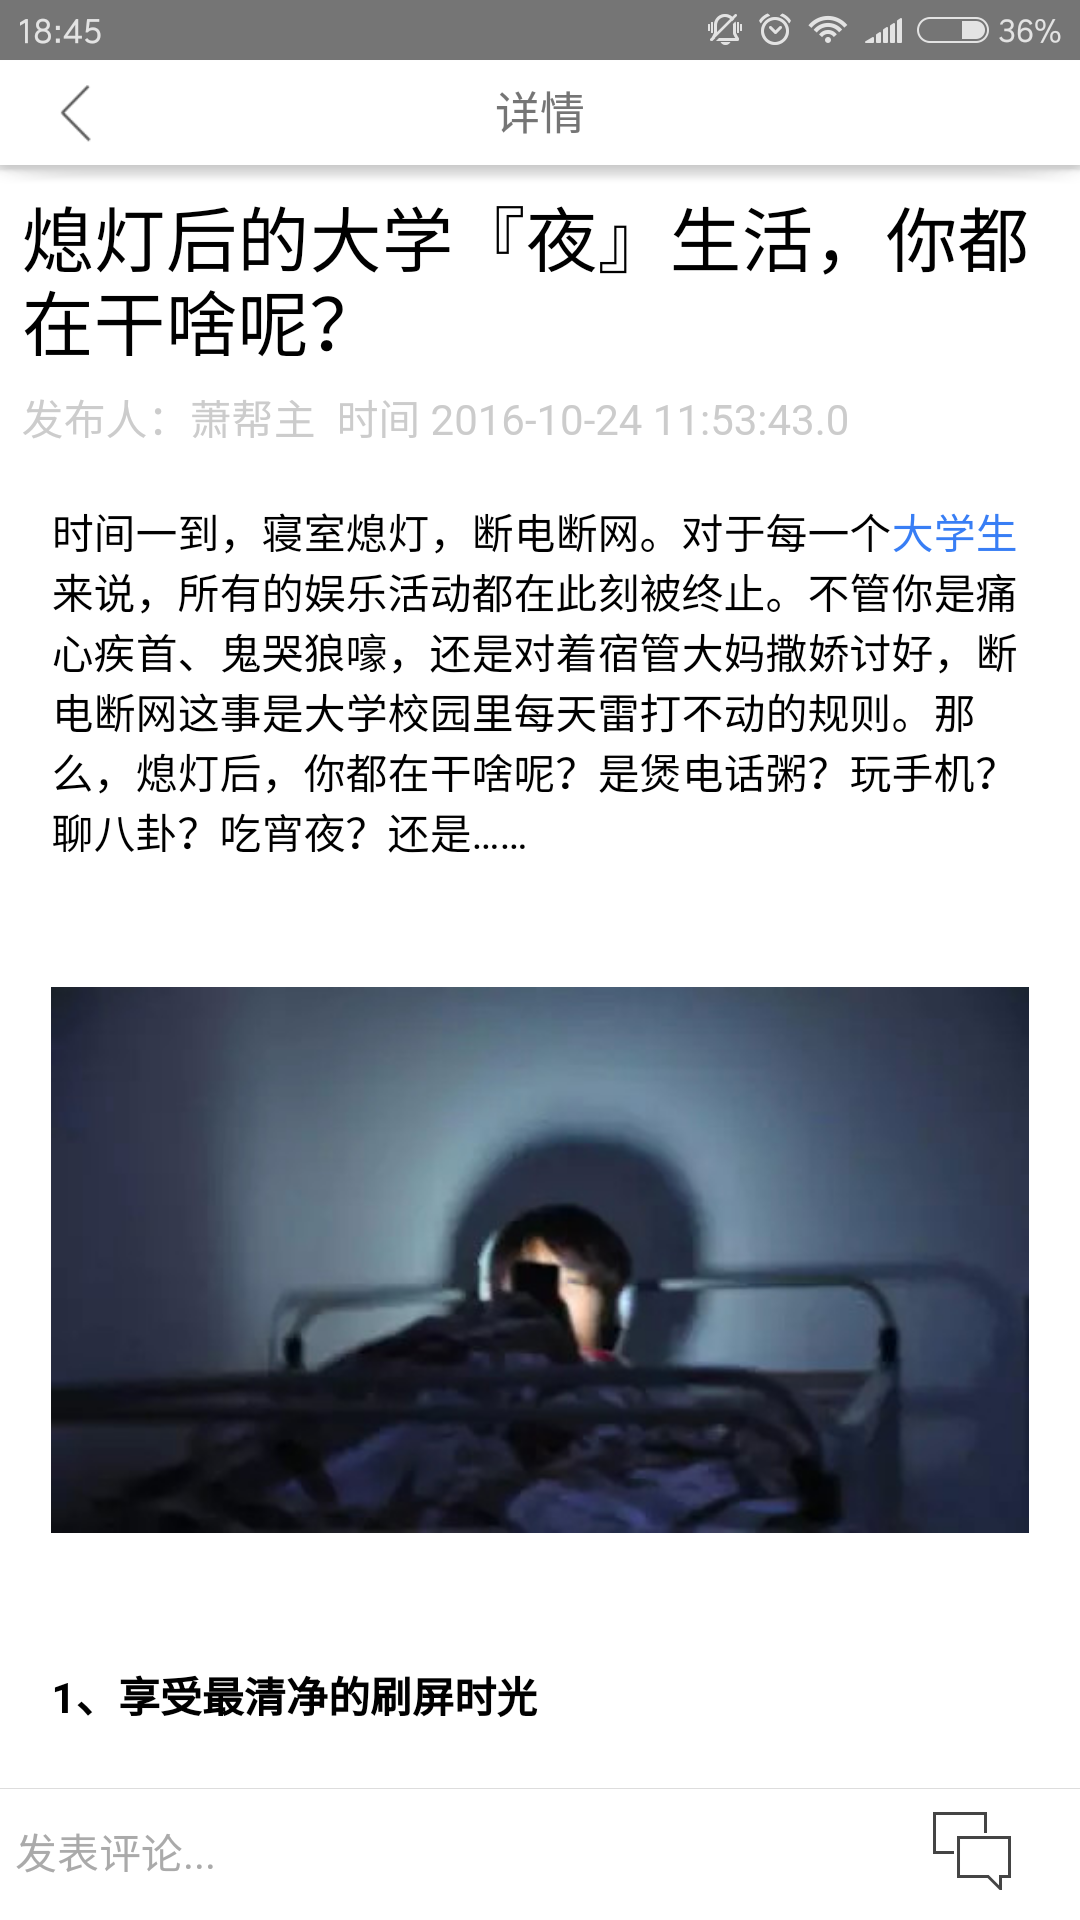 18:45
36%
详情
熄灯后的大学『夜』生活，你都
在干啥呢？
发布人：萧帮主 时间 2016-10-24 11:53:43.0
时间一到，寝室熄灯，断电断网。对于每一个大学生
来说，所有的娱乐活动都在此刻被终止。不管你是痛
心疾首、鬼哭狼嚎，还是对着宿管大妈撒娇讨好，断
电断网这事是大学校园里每天雷打不动的规则。那
么，熄灯后，你都在干啥呢？是煲电话粥？玩手机？
聊八卦？吃宵夜？还是……
1、享受最清净的刷屏时光
发表评论...